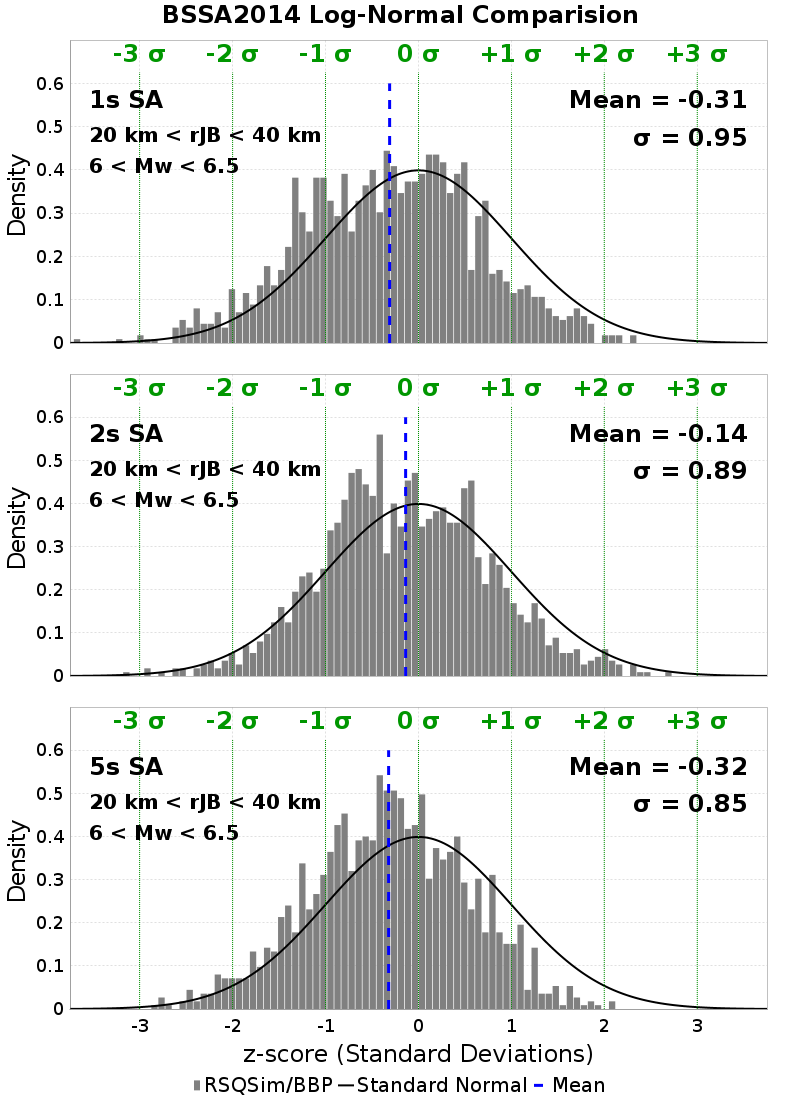 BSSA2014 Log-Normal Comparision
-3 σ -2 σ -1 σ 0 σ +1 σ +2 σ +3 σ
0.6
1s SA Mean = -0.31
0.5
20 km < rJB < 40 km σ = 0.95
6 < Mw < 6.5
0.4
0.3
0.2
0.1
0
Density
-3 σ -2 σ -1 σ 0 σ +1 σ +2 σ +3 σ
0.6
2s SA Mean = -0.14
0.5
20 km < rJB < 40 km σ = 0.89
6 < Mw < 6.5
0.4
0.3
0.2
0.1
0
Density
-3 σ -2 σ -1 σ 0 σ +1 σ +2 σ +3 σ
0.6
5s SA Mean = -0.32
0.5
20 km < rJB < 40 km σ = 0.85
6 < Mw < 6.5
0.4
0.3
0.2
0.1
0
Density
-3 -2 -1 0 1 2 3
z-score (Standard Deviations)
RSQSim/BBP Standard Normal Mean